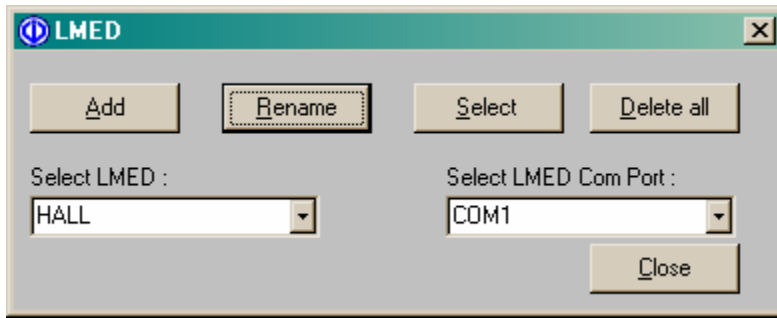 LMED
Add Rename Select Delete all
Select LMED : Select LMED Com Port :
HALL COM1
Close